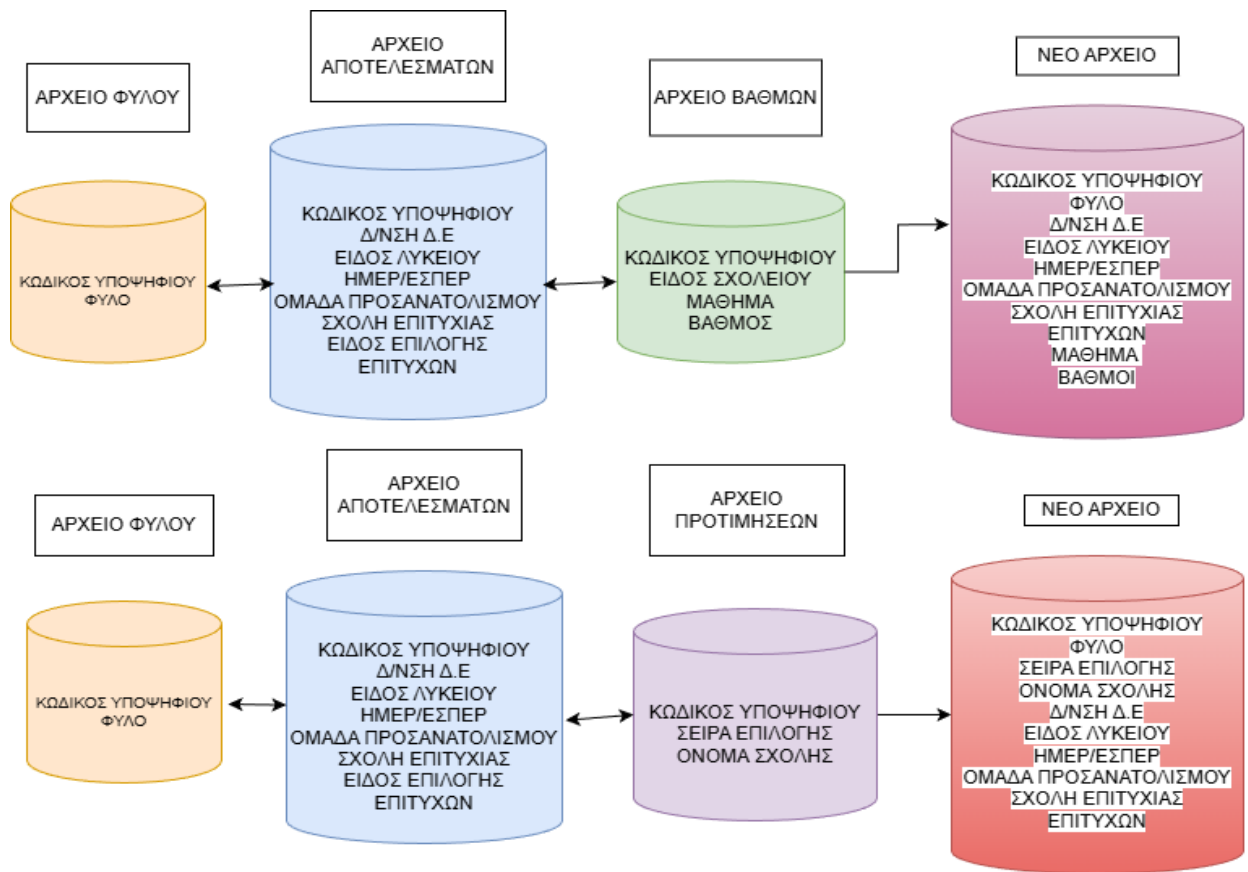 ΑΡΧΕΙΟ ΦΥΛΟΥ
ΚΩΔΙΚΟΣ ΥΠΟΨΗΦΙΟΥ
ΦΥΛΟ
ΑΡΧΕΙΟ
ΑΠΟΤΕΛΕΣΜΑΤΩΝ
ΚΩΔΙΚΟΣ ΥΠΟΨΗΦΙΟΥ
Δ/ΝΣΗ Δ.Ε
ΕΙΔΟΣ ΛΥΚΕΙΟΥ
ΗΜΕΡ/ΕΣΠΕΡ
ΟΜΑΔΑ ΠΡΟΣΑΝΑΤΟΛΙΣΜΟΥ
ΣΧΟΛΗ ΕΠΙΤΥΧΙΑΣ
ΕΙΔΟΣ ΕΠΙΛΟΓΗΣ
ΕΠΙΤΥΧΩΝ
ΑΡΧΕΙΟ ΒΑΘΜΩΝ
ΚΩΔΙΚΟΣ ΥΠΟΨΗΦΙΟΥ
ΕΙΔΟΣ ΣΧΟΛΕΙΟΥ
ΜΑΘΗΜΑ
ΒΑΘΜΟΣ
ΝΕΟ ΑΡΧΕΙΟ
ΚΩΔΙΚΟΣ ΥΠΟΨΗΦΙΟΥ
ΦΥΛΟ
Δ/ΝΣΗ Δ.Ε
ΕΙΔΟΣ ΛΥΚΕΙΟΥ
ΗΜΕΡ/ΕΣΠΕΡ
ΟΜΑΔΑ ΠΡΟΣΑΝΑΤΟΛΙΣΜΟΥ
ΣΧΟΛΗ ΕΠΙΤΥΧΙΑΣ
ΕΠΙΤΥΧΩΝ
ΜΑΘΗΜΑ
ΒΑΘΜΟΙ
ΑΡΧΕΙΟ ΦΥΛΟΥ
ΚΩΔΙΚΟΣ ΥΠΟΨΗΦΙΟΥ
ΦΥΛΟ
ΑΡΧΕΙΟ
ΑΠΟΤΕΛΕΣΜΑΤΩΝ
ΚΩΔΙΚΟΣ ΥΠΟΨΗΦΙΟΥ
Δ/ΝΣΗ Δ.Ε
ΕΙΔΟΣ ΛΥΚΕΙΟΥ
ΗΜΕΡ/ΕΣΠΕΡ
ΟΜΑΔΑ ΠΡΟΣΑΝΑΤΟΛΙΣΜΟΥ
ΣΧΟΛΗ ΕΠΙΤΥΧΙΑΣ
ΕΙΔΟΣ ΕΠΙΛΟΓΗΣ
ΕΠΙΤΥΧΩΝ
ΑΡΧΕΙΟ
ΠΡΟΤΙΜΗΣΕΩΝ
ΚΩΔΙΚΟΣ ΥΠΟΨΗΦΙΟΥ
ΣΕΙΡΑ ΕΠΙΛΟΓΗΣ
ΟΝΟΜΑ ΣΧΟΛΗΣ
ΝΕΟ ΑΡΧΕΙΟ
ΚΩΔΙΚΟΣ ΥΠΟΨΗΦΙΟΥ
ΦΥΛΟ
ΣΕΙΡΑ ΕΠΙΛΟΓΗΣ
ΟΝΟΜΑ ΣΧΟΛΗΣ
Δ/ΝΣΗ Δ.Ε
ΕΙΔΟΣ ΛΥΚΕΙΟΥ
ΗΜΕΡ/ΕΣΠΕΡ
ΟΜΑΔΑ ΠΡΟΣΑΝΑΤΟΛΙΣΜΟΥ
ΣΧΟΛΗ ΕΠΙΤΥΧΙΑΣ
ΕΠΙΤΥΧΩΝ